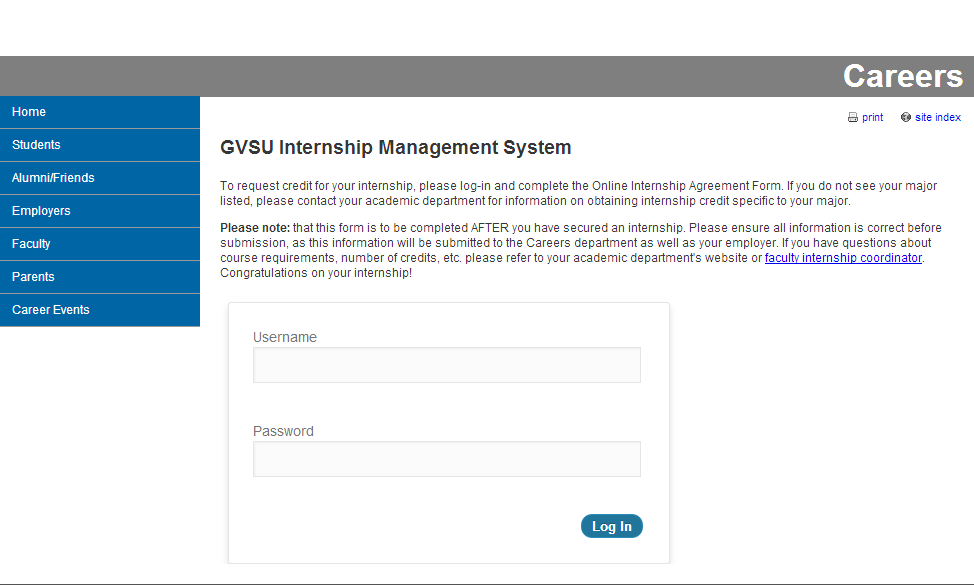 Careers
print site index
Home
Students
Alumni/Friends
Employers
Faculty
Parents
Career Events
GVSU Internship Management System
To request credit for your internship, please log-in and complete the Online Internship Agreement Form. If you do not see your major
listed, please contact your academic department for information on obtaining internship credit specific to your major.
Please note: that this form is to be completed AFTER you have secured an internship. Please ensure all information is correct before
submission, as this information will be submitted to the Careers department as well as your employer. If you have questions about
course requirements, number of credits, etc. please refer to your academic department's website or faculty internship coordinator.
Congratulations on your internship!
Username
Password
Log In